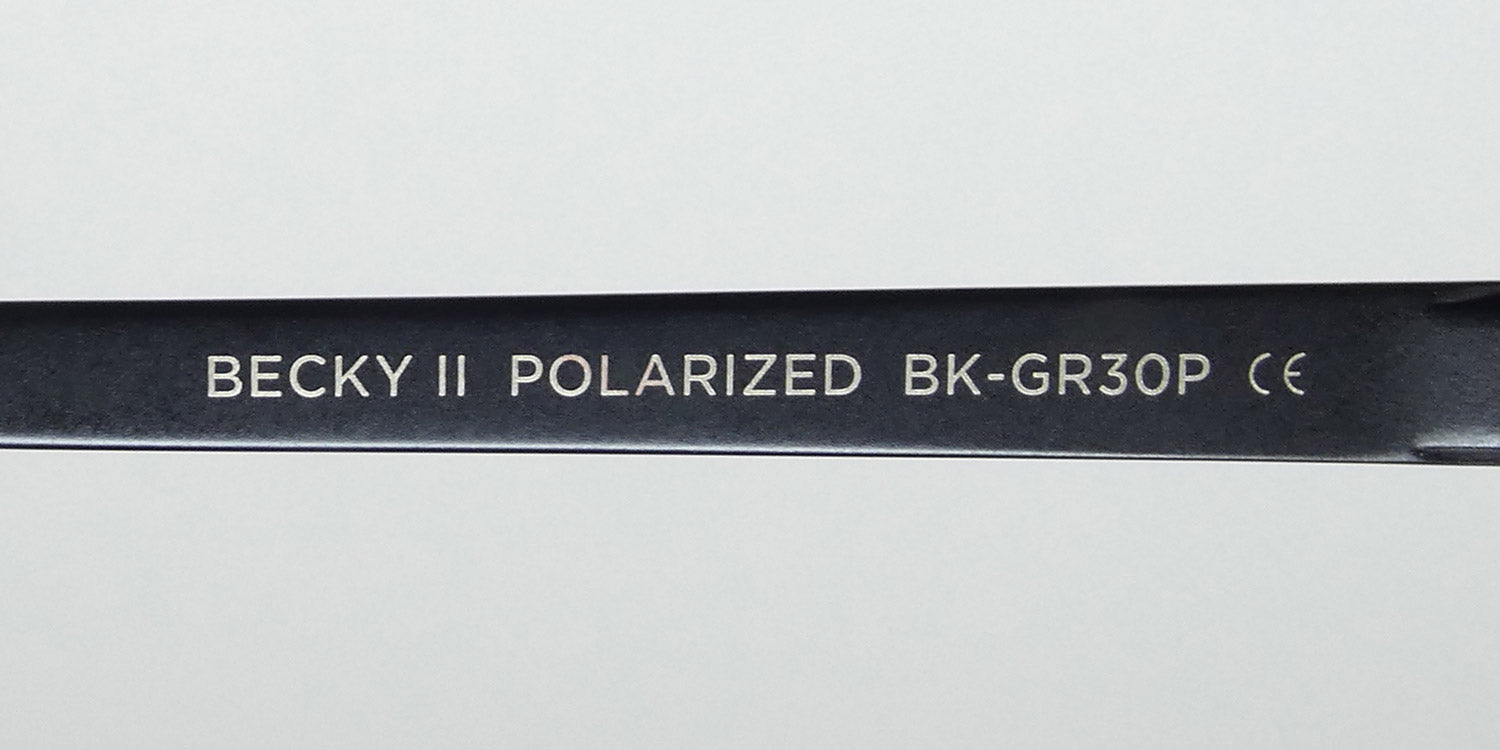 BECKY II POLARIZED BK-GR30P CE